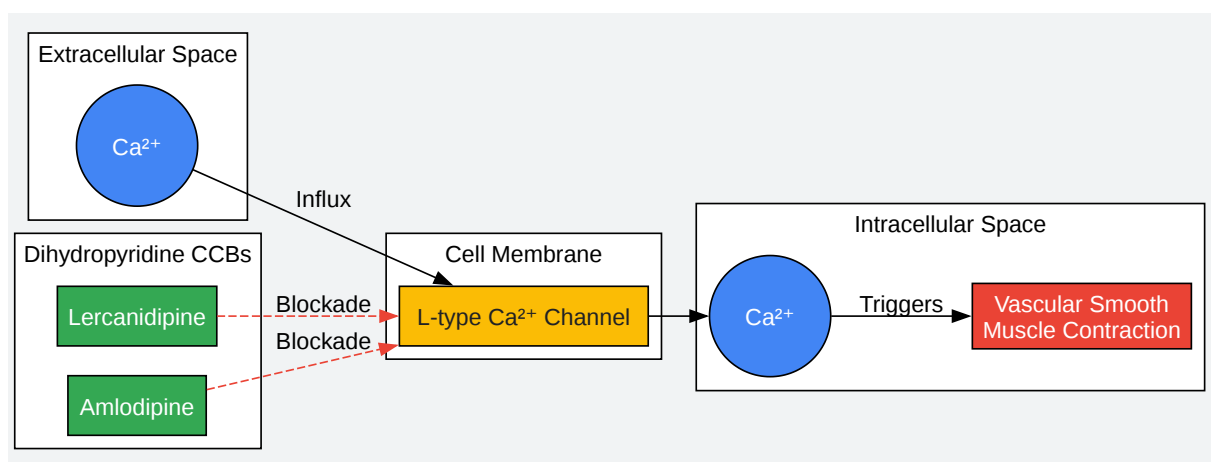 Extracellular Space
Ca²⁺
Influx
Dihydropyridine CCBs
Lercanidipine
Amlodipine
Blockade
Blockade
Cell Membrane
L-type Ca²⁺ Channel
Intracellular Space
Ca²⁺
Triggers
Vascular Smooth
Muscle Contraction